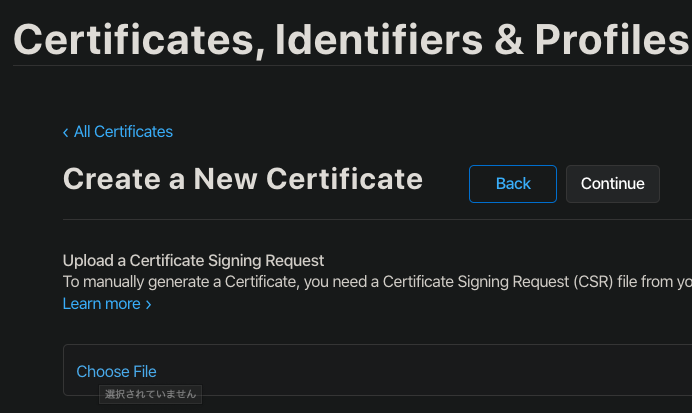 Certificates, Identifiers & Profiles
‹ All Certificates
Create a New Certificate
Back
Continue
Upload a Certificate Signing Request
To manually generate a Certificate, you need a Certificate Signing Request (CSR) file from
Learn more ›
Choose File
選択されていません